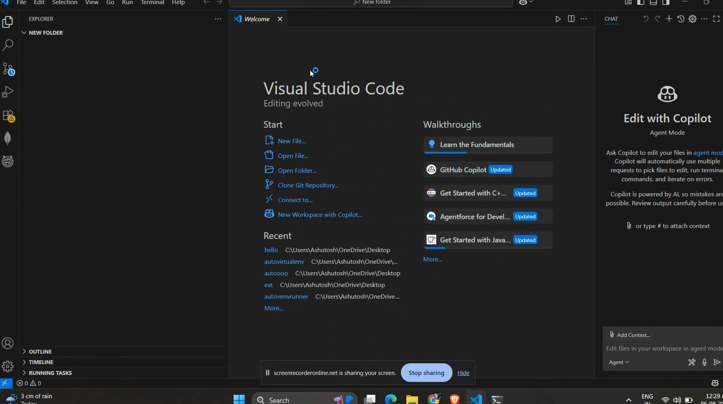 File Edit Selection View Go Run Terminal Help
New folder
EXPLORER
Welcome
CHAT
NEW FOLDER
Visual Studio Code
Editing evolved
Start
New File...
Open File...
Open Folder...
Clone Git Repository...
Connect to...
New Workspace with Copilot...
Recent
hello C:\Users\Ashutosh\OneDrive\Desktop
autovirtualenv C:\Users\Ashutosh\OneDrive\...
autoooo C:\Users\Ashutosh\OneDrive\Desktop
ext C:\Users\Ashutosh\OneDrive\Desktop
autovenvrunner C:\Users\Ashutosh\OneDrive...
More...
Walkthroughs
Learn the Fundamentals
GitHub Copilot Updated
Get Started with C+... Updated
Agentforce for Devel... Updated
Get Started with Java... Updated
More...
Edit with Copilot
Agent Mode
Ask Copilot to edit your files in agent mod
Copilot will automatically use multiple
requests to pick files to edit, run termina
commands, and iterate on errors.
Copilot is powered by AI, so mistakes are
possible. Review output carefully before us
or type # to attach context
Add Context...
Edit files in your workspace in agent mode
Agent
OUTLINE
TIMELINE
RUNNING TASKS
screenrecorderonline.net is sharing your screen.
Stop sharing
Hide
0 0
3 cm of rain
Today
Search
ENG
IN
12:29